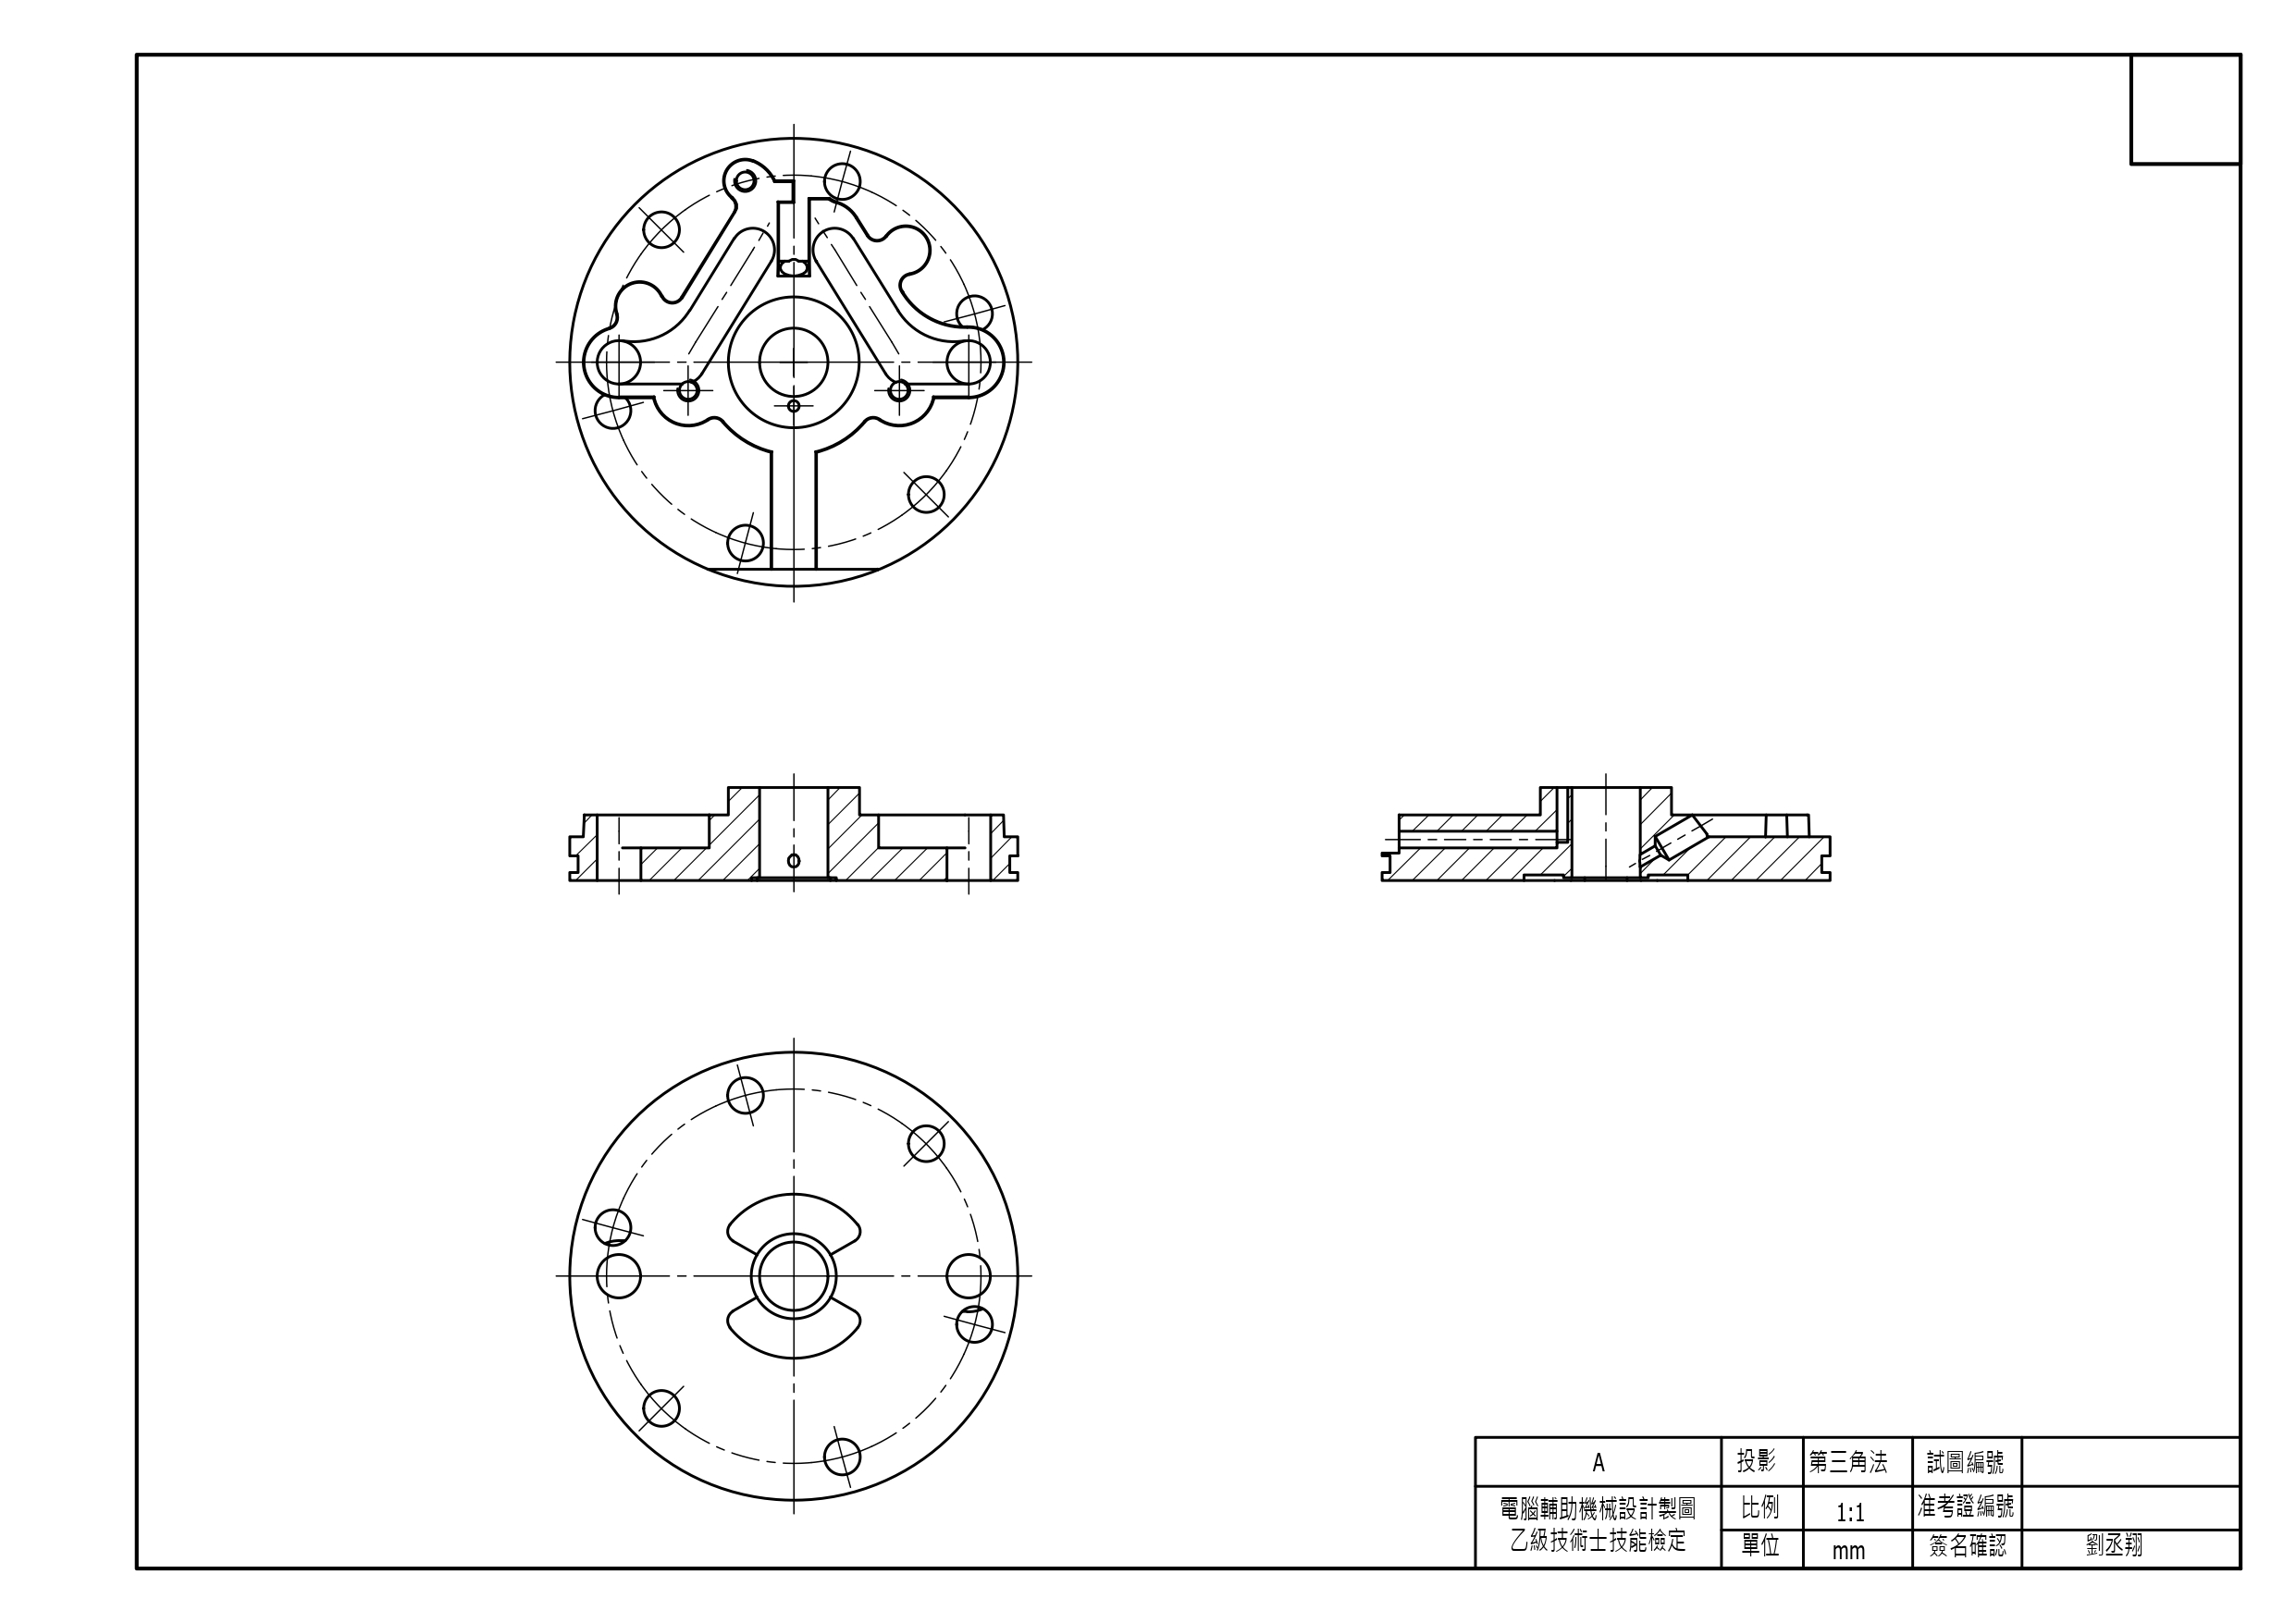 A
投影
第三角法
試圖編號
電腦輔助機械設計製圖
乙級技術士技能檢定
比例
1:1
准考證編號
單位
mm
簽名確認
劉丞翔